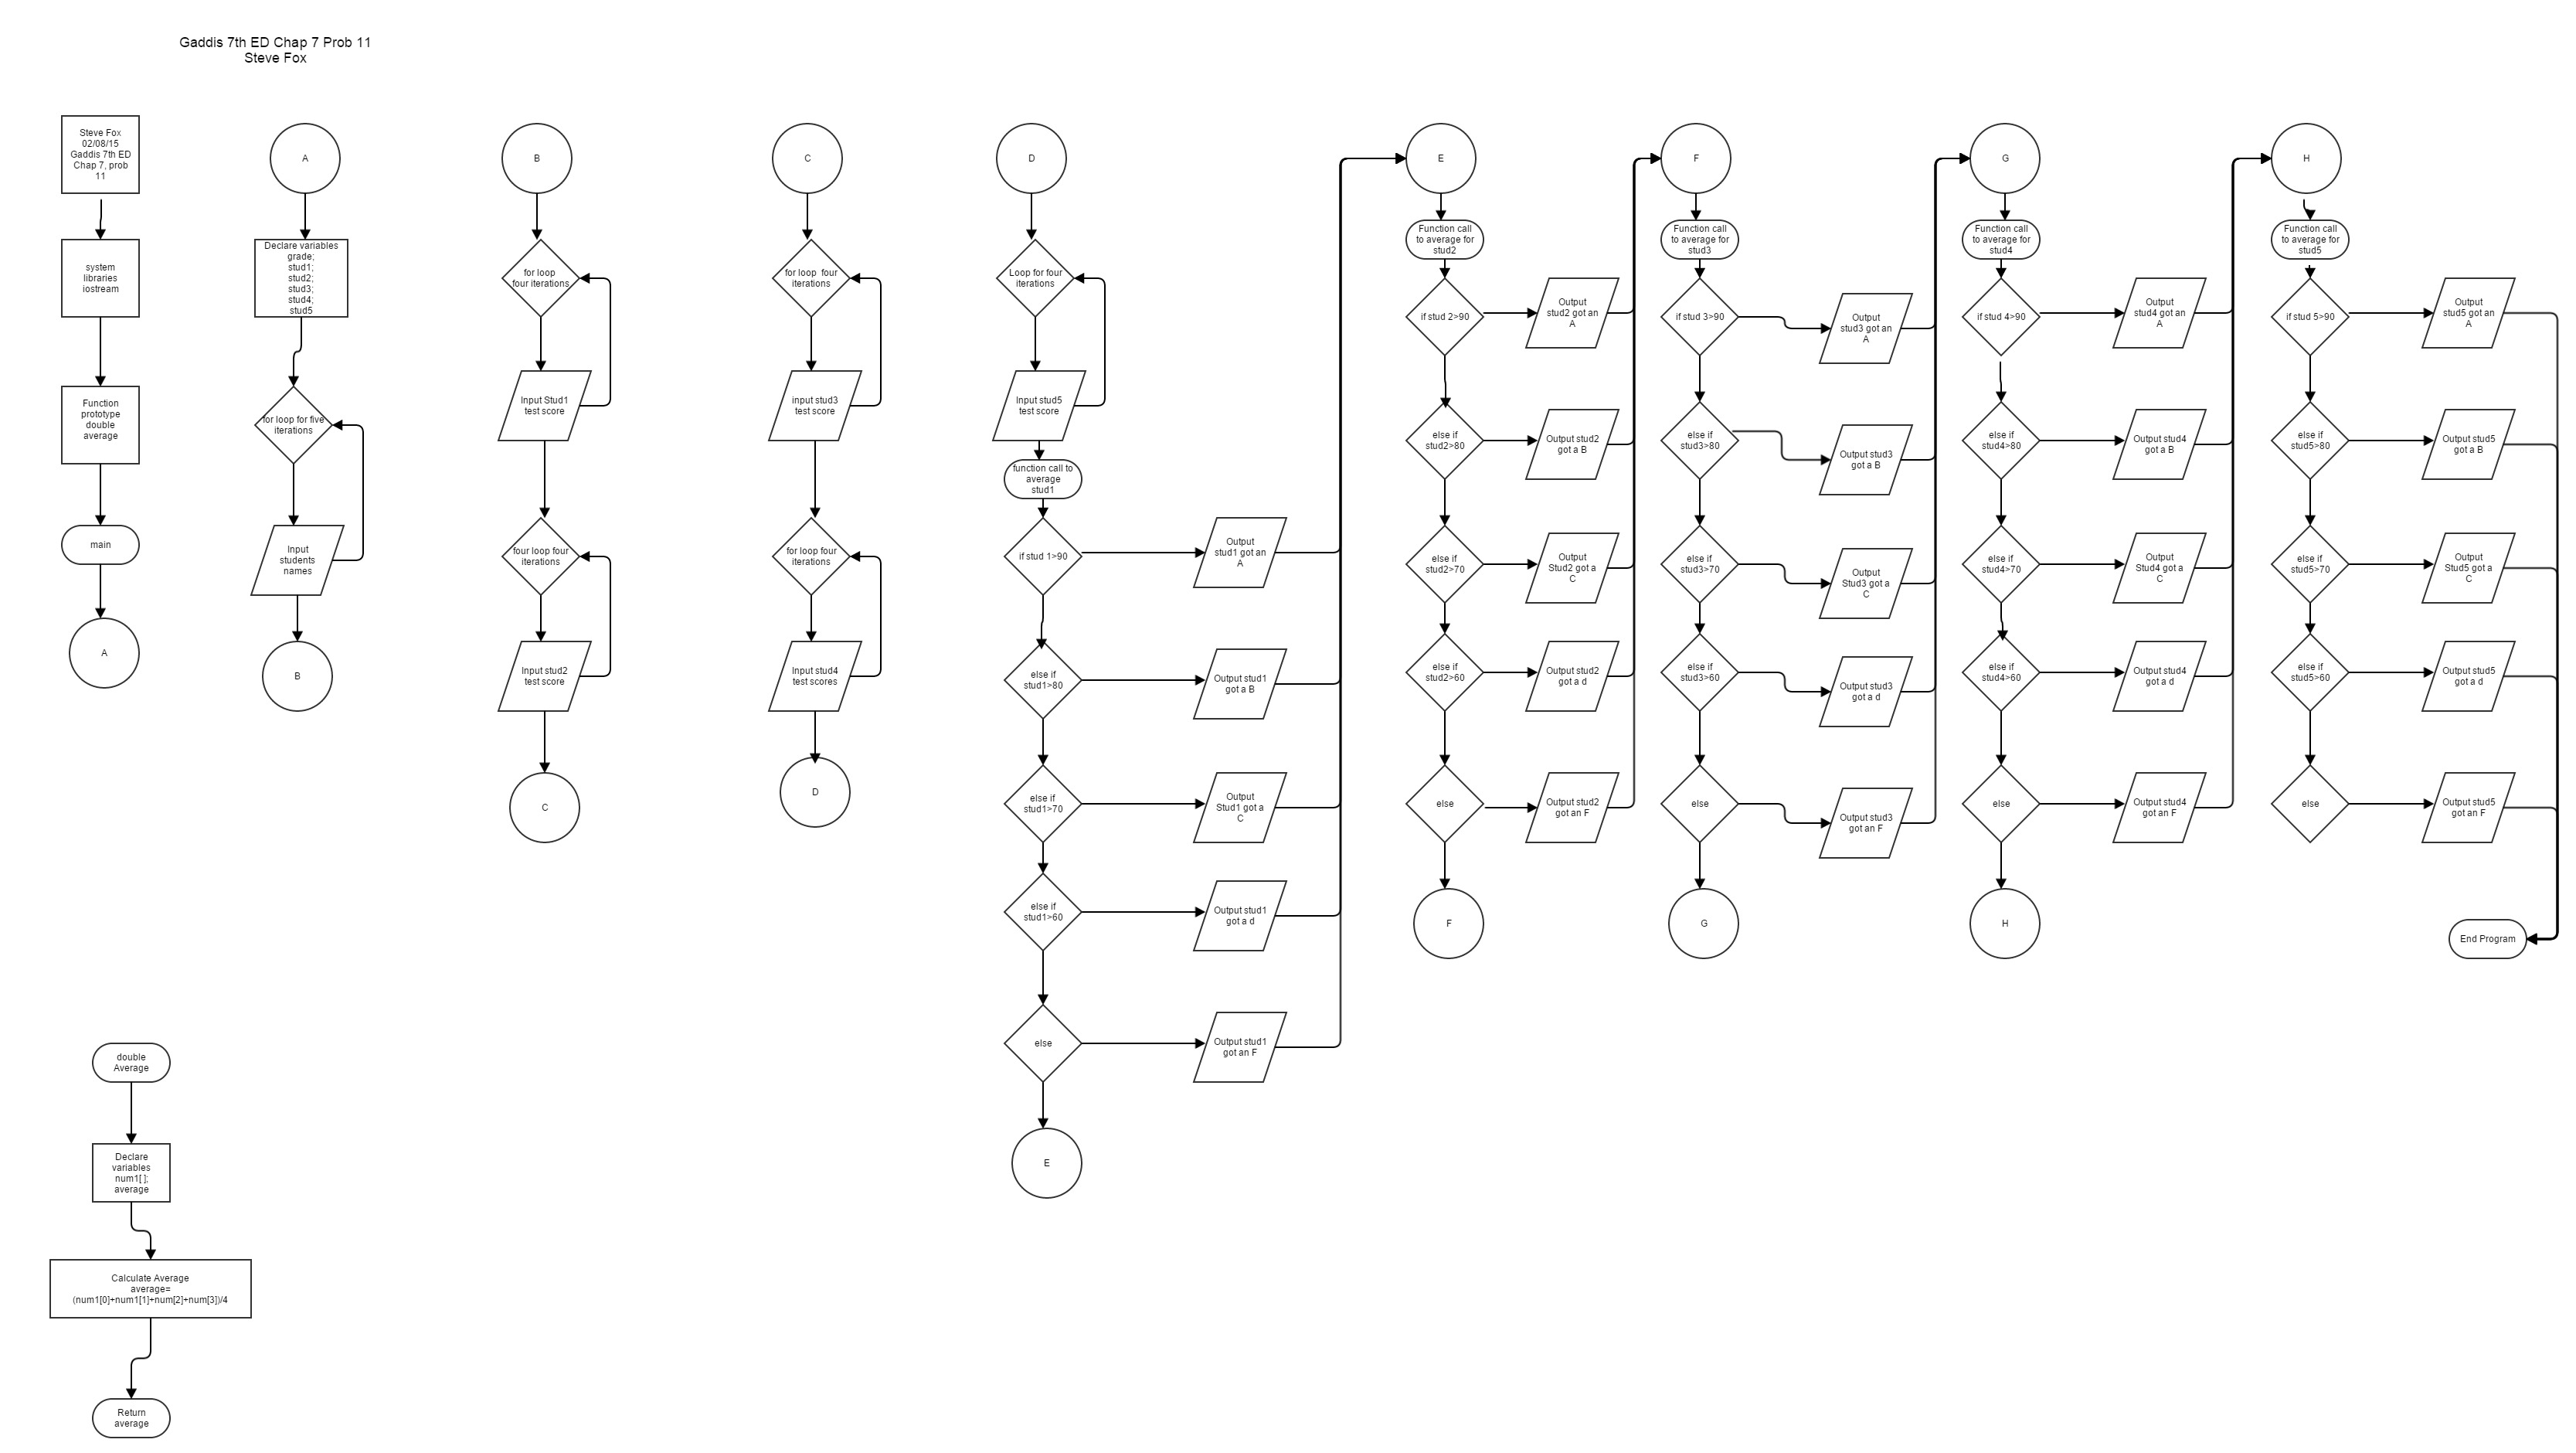 Gaddis 7th ED Chap 7 Prob 11
Steve Fox
Steve Fox
02/08/15
Gaddis 7th ED
Chap 7, prob
11
system
libraries
iostream
Function
prototype
double
average
main
A
A
Declare variables
grade;
stud1;
stud2;
stud3;
stud4;
stud5
for loop for five
iterations
Input
students
names
B
B
for loop
four iterations
Input Stud1
test score
four loop four
iterations
Input stud2
test score
C
C
for loop four
iterations
input stud3
test score
for loop four
iterations
Input stud4
test scores
D
D
Loop for four
iterations
Input stud5
test score
function call to
average
stud1
if stud 1>90
Output
stud1 got an
A
else if
stud1>80
Output stud1
got a B
else if
stud1>70
Output
Stud1 got a
C
else if
stud1>60
Output stud1
got a d
else
Output stud1
got an F
E
E
Function call
to average for
stud2
if stud 2>90
Output
stud2 got an
A
else if
stud2>80
Output stud2
got a B
else if
stud2>70
Output
Stud2 got a
C
else if
stud2>60
Output stud2
got a d
else
Output stud2
got an F
F
F
Function call
to average for
stud3
if stud 3>90
Output
stud3 got an
A
else if
stud3>80
Output stud3
got a B
else if
stud3>70
Output
Stud3 got a
C
else if
stud3>60
Output stud3
got a d
else
Output stud3
got an F
G
G
Function call
to average for
stud4
if stud 4>90
Output
stud4 got an
A
else if
stud4>80
Output stud4
got a B
else if
stud4>70
Output
Stud4 got a
C
else if
stud4>60
Output stud4
got a d
else
Output stud4
got an F
H
H
Function call
to average for
stud5
if stud 5>90
Output
stud5 got an
A
else if
stud5>80
Output stud5
got a B
else if
stud5>70
Output
Stud5 got a
C
else if
stud5>60
Output stud5
got a d
else
Output stud5
got an F
End Program
double
Average
Declare
variables
num1[ ];
average
Calculate Average
average=
(num1[0]+num1[1]+num[2]+num[3])/4
Return
average